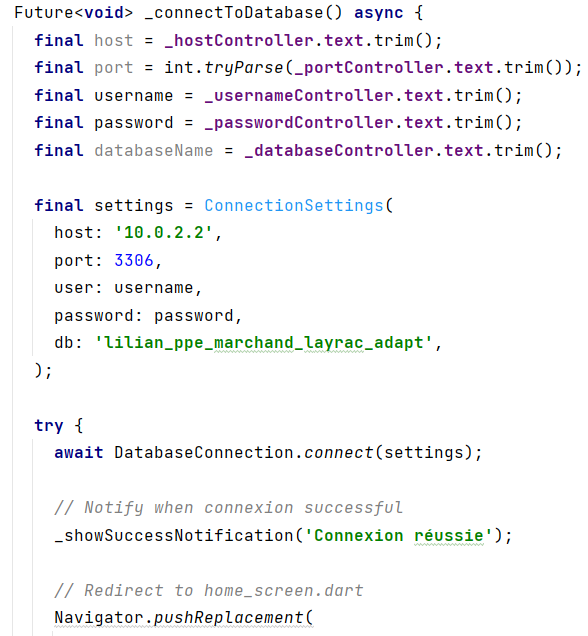 Future<void> _connectToDatabase() async {
final host = _hostController.text.trim();
final port = int.tryParse(_portController.text.trim());
final username = _usernameController.text.trim();
final password = _passwordController.text.trim();
final databaseName = _databaseController.text.trim();
final settings = ConnectionSettings(
host: '10.0.2.2',
port: 3306,
user: username,
password: password,
db: 'lilian_ppe_marchand_layrac_adapt',
);
try {
await DatabaseConnection.connect(settings);
// Notify when connexion successful
_showSuccessNotification('Connexion réussie');
// Redirect to home_screen.dart
Navigator.pushReplacement(